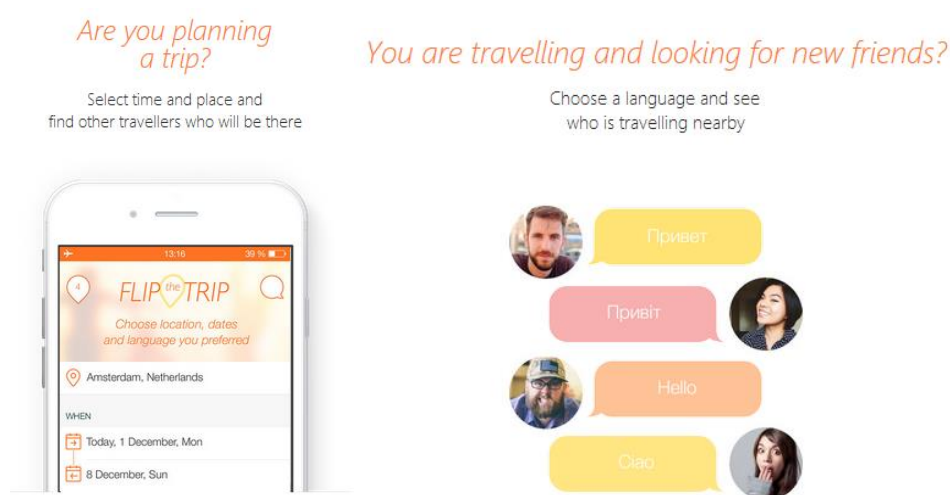 Are you planning
a trip?
Select time and place and
find other travellers who will be there
13:16
39 %
4
FLIP the TRIP
Choose location, dates
and language you preferred
Amsterdam, Netherlands
WHEN
Today, 1 December, Mon
8 December, Sun
You are travelling and looking for new friends?
Choose a language and see
who is travelling nearby
Привет
Привіт
Hello
Ciao